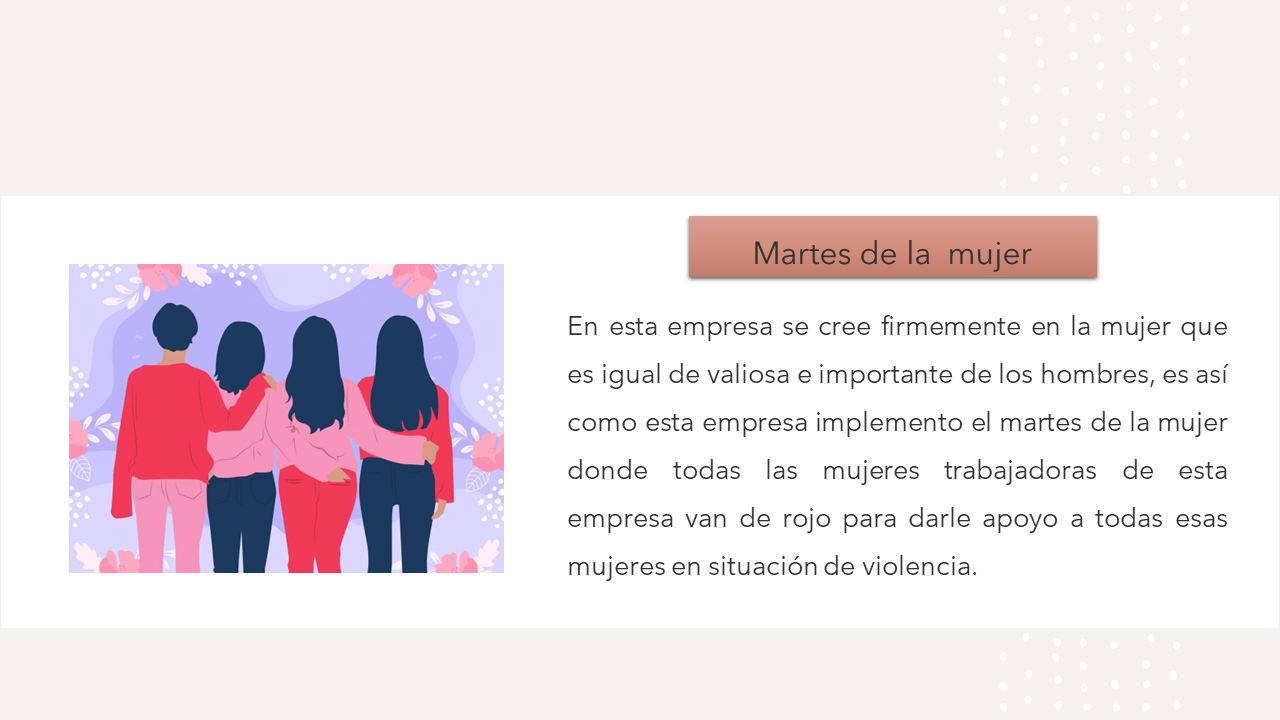 Martes de la  mujer
En esta empresa se cree firmemente en la mujer que
es igual de valiosa e importante de los hombres, es así
como esta empresa implemento el martes de la mujer
donde todas las mujeres trabajadoras de esta
empresa van de rojo para darle apoyo a todas esas
mujeres en situación de violencia.